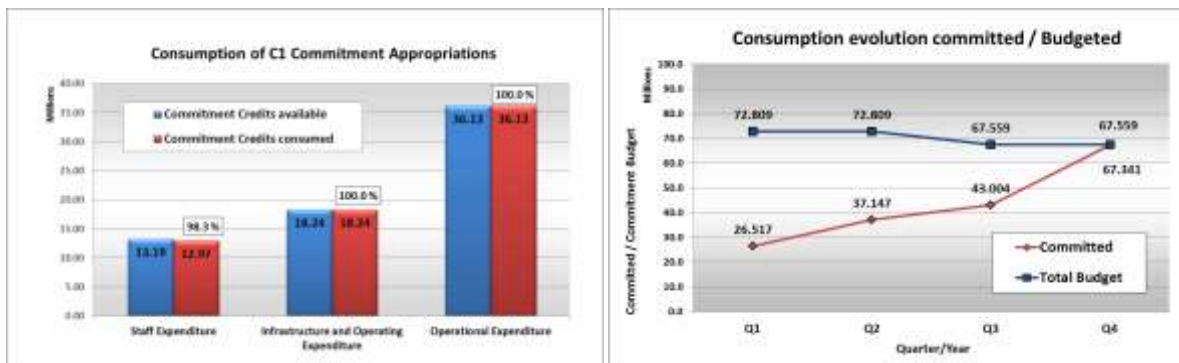 Consumption of C1 Commitment Appropriations
Millions
40.00
35.00
30.00
25.00
20.00
15.00
10.00
5.00
0.00
Commitment Credits available
Commitment Credits consumed
98.3 %
100.0 %
100.0 %
13.19
12.97
18.24
18.24
36.13
36.13
Staff Expenditure
Infrastructure and Operating
Expenditure
Operational Expenditure
Consumption evolution committed / Budgeted
Committed / Commitment Budget
Millions
100.0
90.0
80.0
70.0
60.0
50.0
40.0
30.0
20.0
10.0
0.0
72.809
72.809
67.559
67.559
26.517
37.147
43.004
67.341
Committed
Total Budget
Q1
Q2
Q3
Q4
Quarter/Year